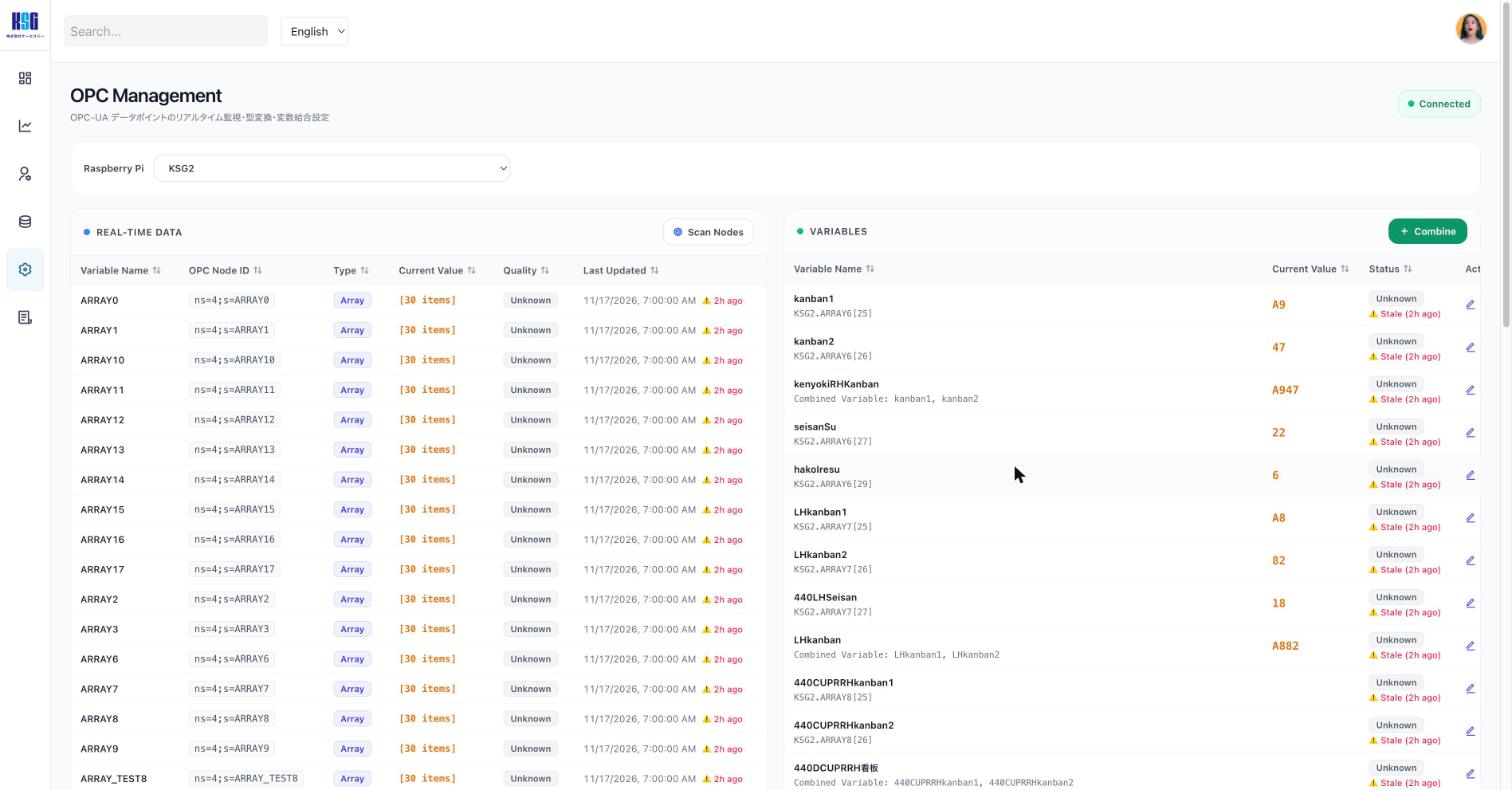 KSG
株式会社ケーエスジー
Search...
English
OPC Management
OPC-UA データポイントのリアルタイム監視・型変換・変数結合設定
Connected
Raspberry Pi
KSG2
REAL-TIME DATA
Scan Nodes
Variable Name OPC Node ID Type Current Value Quality Last Updated
ARRAY0 ns=4;s=ARRAY0 Array [30 items] Unknown 11/17/2026, 7:00:00 AM 2h ago
ARRAY1 ns=4;s=ARRAY1 Array [30 items] Unknown 11/17/2026, 7:00:00 AM 2h ago
ARRAY10 ns=4;s=ARRAY10 Array [30 items] Unknown 11/17/2026, 7:00:00 AM 2h ago
ARRAY11 ns=4;s=ARRAY11 Array [30 items] Unknown 11/17/2026, 7:00:00 AM 2h ago
ARRAY12 ns=4;s=ARRAY12 Array [30 items] Unknown 11/17/2026, 7:00:00 AM 2h ago
ARRAY13 ns=4;s=ARRAY13 Array [30 items] Unknown 11/17/2026, 7:00:00 AM 2h ago
ARRAY14 ns=4;s=ARRAY14 Array [30 items] Unknown 11/17/2026, 7:00:00 AM 2h ago
ARRAY15 ns=4;s=ARRAY15 Array [30 items] Unknown 11/17/2026, 7:00:00 AM 2h ago
ARRAY16 ns=4;s=ARRAY16 Array [30 items] Unknown 11/17/2026, 7:00:00 AM 2h ago
ARRAY17 ns=4;s=ARRAY17 Array [30 items] Unknown 11/17/2026, 7:00:00 AM 2h ago
ARRAY2 ns=4;s=ARRAY2 Array [30 items] Unknown 11/17/2026, 7:00:00 AM 2h ago
ARRAY3 ns=4;s=ARRAY3 Array [30 items] Unknown 11/17/2026, 7:00:00 AM 2h ago
ARRAY6 ns=4;s=ARRAY6 Array [30 items] Unknown 11/17/2026, 7:00:00 AM 2h ago
ARRAY7 ns=4;s=ARRAY7 Array [30 items] Unknown 11/17/2026, 7:00:00 AM 2h ago
ARRAY8 ns=4;s=ARRAY8 Array [30 items] Unknown 11/17/2026, 7:00:00 AM 2h ago
ARRAY9 ns=4;s=ARRAY9 Array [30 items] Unknown 11/17/2026, 7:00:00 AM 2h ago
ARRAY_TEST8 ns=4;s=ARRAY_TEST8 Array [30 items] Unknown 11/17/2026, 7:00:00 AM 2h ago
VARIABLES
+ Combine
Variable Name Current Value Status Act
kanban1 A9 Unknown
KSG2.ARRAY6[25] Stale (2h ago)
kanban2 47 Unknown
KSG2.ARRAY6[26] Stale (2h ago)
kenyokiRHKanban A947 Unknown
Combined Variable: kanban1, kanban2 Stale (2h ago)
seisanSu 22 Unknown
KSG2.ARRAY6[27] Stale (2h ago)
hakoIresu 6 Unknown
KSG2.ARRAY6[29] Stale (2h ago)
LHkanban1 A8 Unknown
KSG2.ARRAY7[25] Stale (2h ago)
LHkanban2 82 Unknown
KSG2.ARRAY7[26] Stale (2h ago)
440LHSeisan 18 Unknown
KSG2.ARRAY7[27] Stale (2h ago)
LHkanban A882 Unknown
Combined Variable: LHkanban1, LHkanban2 Stale (2h ago)
440CUPRRHkanban1 Unknown
KSG2.ARRAY8[25] Stale (2h ago)
440CUPRRHkanban2 Unknown
KSG2.ARRAY8[26] Stale (2h ago)
440DCUPRRH看板 Unknown
Combined Variable: 440CUPRRHkanban1, 440CUPRRHkanban2 Stale (2h ago)